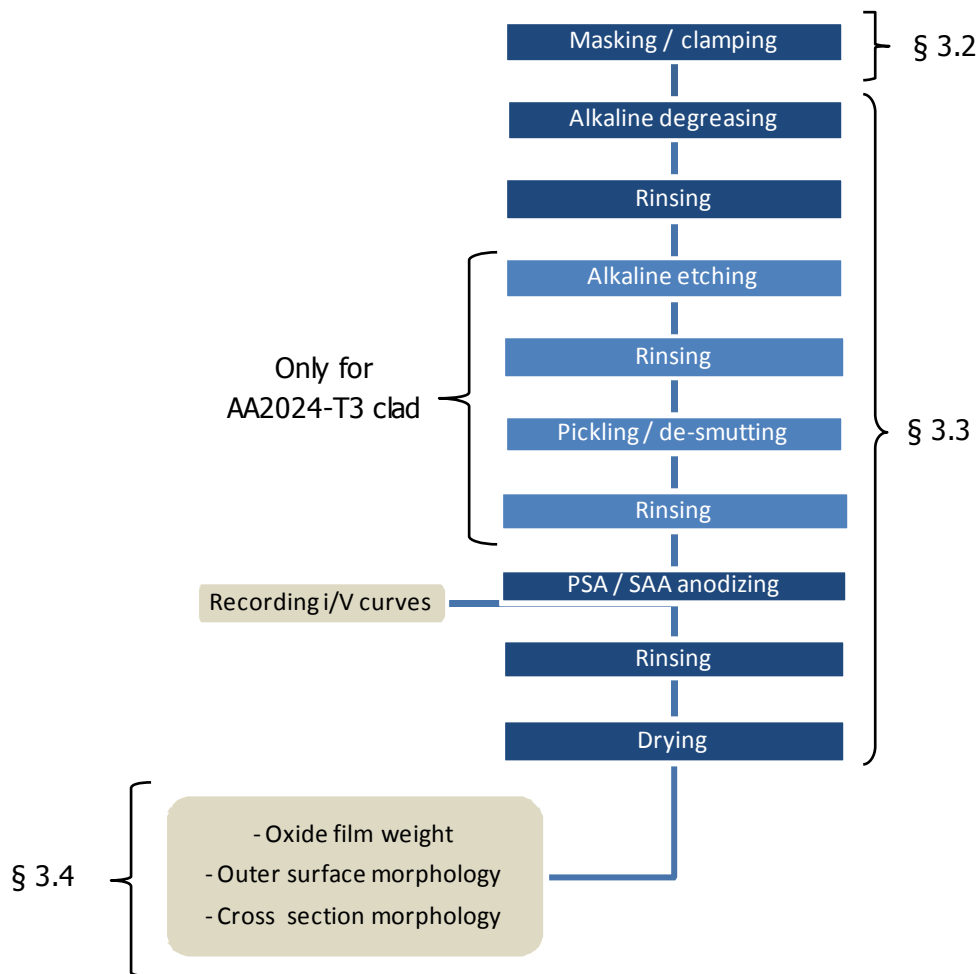 Masking / clamping
§ 3.2
Alkaline degreasing
Rinsing
Alkaline etching
Rinsing
Only for
AA2024-T3 clad
Pickling / de-smutting
§ 3.3
Rinsing
PSA / SAA anodizing
Recording i/V curves
Rinsing
Drying
- Oxide film weight
- Outer surface morphology
- Cross section morphology
§ 3.4